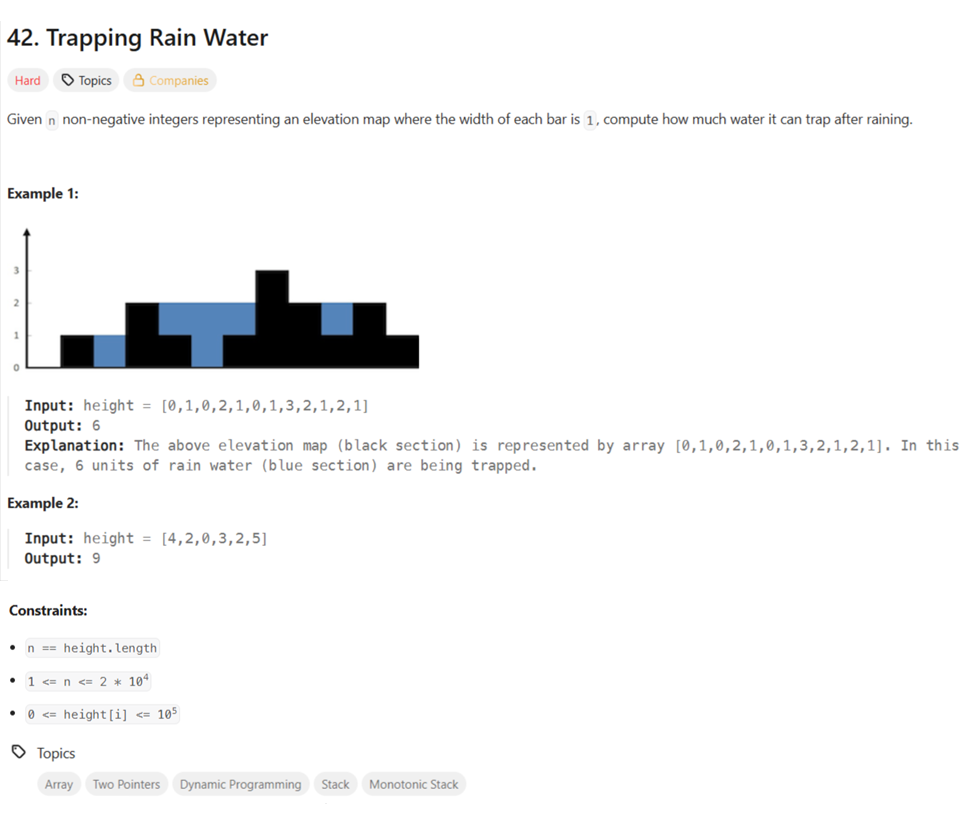 42. Trapping Rain Water
Hard Topics Companies
Given n non-negative integers representing an elevation map where the width of each bar is 1, compute how much water it can trap after raining.
Example 1:
3
2
1
0
Input: height = [0,1,0,2,1,0,1,3,2,1,2,1]
Output: 6
Explanation: The above elevation map (black section) is represented by array [0,1,0,2,1,0,1,3,2,1,2,1]. In this
case, 6 units of rain water (blue section) are being trapped.
Example 2:
Input: height = [4,2,0,3,2,5]
Output: 9
Constraints:
• n == height.length
• 1 <= n <= 2 * 10⁴
• 0 <= height[i] <= 10⁵
Topics
Array Two Pointers Dynamic Programming Stack Monotonic Stack